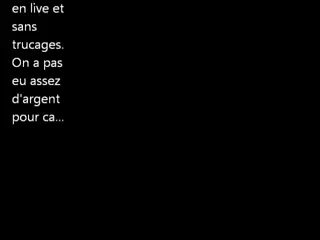 en live et
sans
trucages.
On a pas
eu assez
d'argent
pour ca...